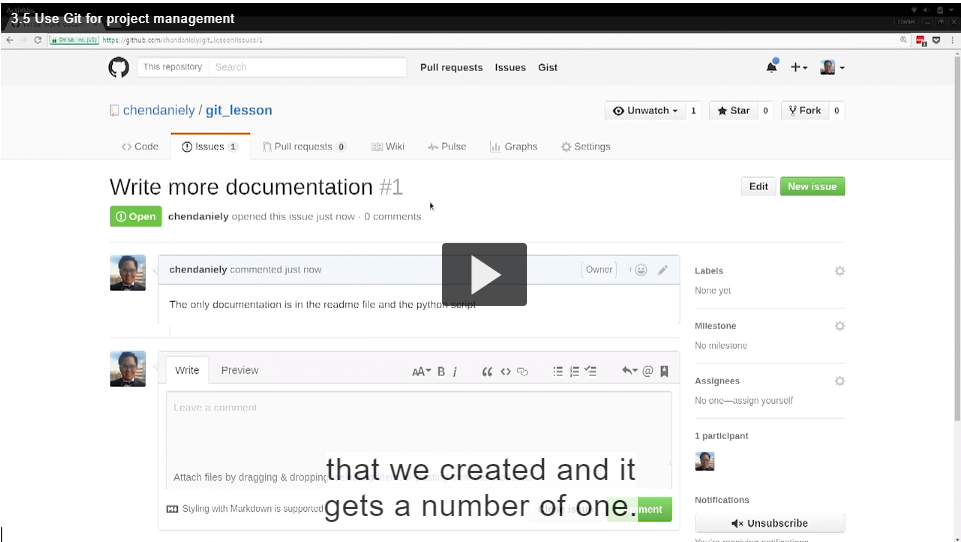 3.5 Use Git for project management
https://github.com/chendaniely/git_lesson/issues/1
This repository Search Pull requests Issues Gist
chendaniely / git_lesson Unwatch 1 Star 0 Fork 0
Code Issues 1 Pull requests 0 Wiki Pulse Graphs Settings
Write more documentation #1 Edit New issue
Open chendaniely opened this issue just now · 0 comments
chendaniely commented just now Owner
The only documentation is in the readme file and the python script
Labels
None yet
Milestone
No milestone
Assignees
No one—assign yourself
1 participant
Notifications
Unsubscribe
You're receiving notifications
Write Preview AA B i
Leave a comment
Attach files by dragging & dropping
Styling with Markdown is supported
that we created and it
gets a number of one.